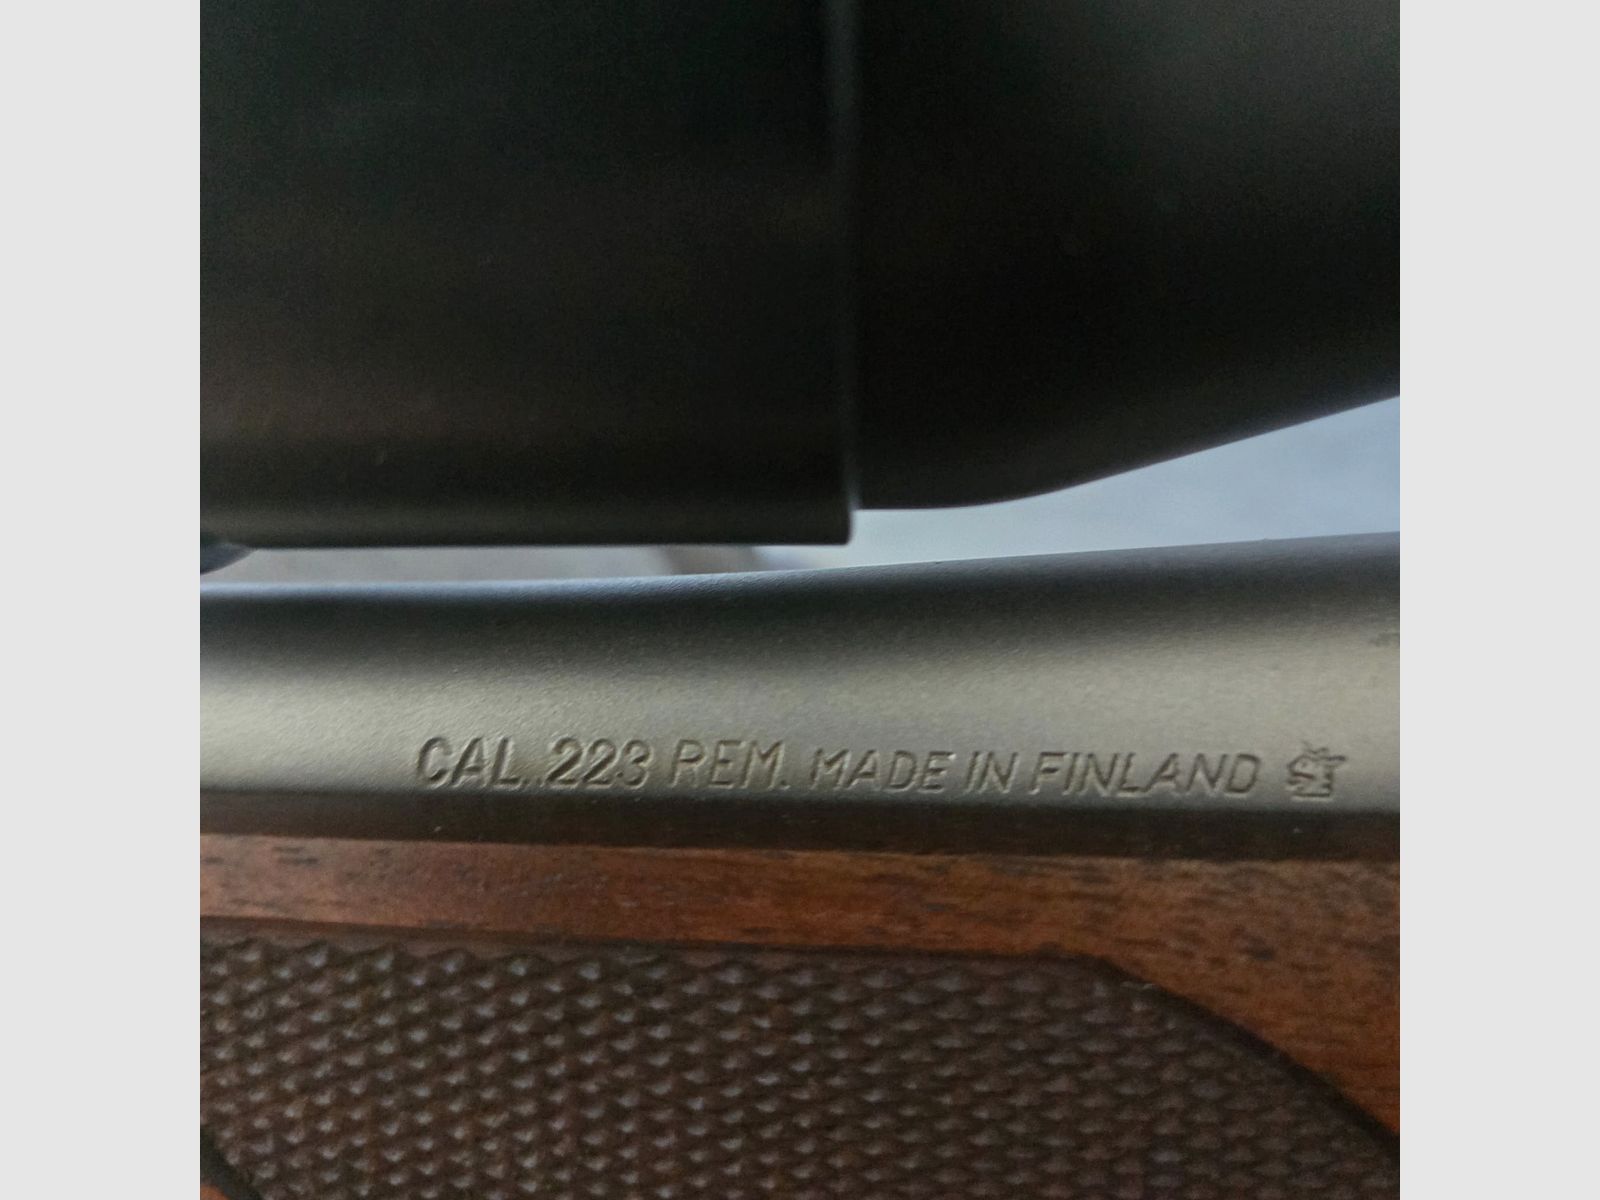 CAL. 223 REM. MADE IN FINLAND